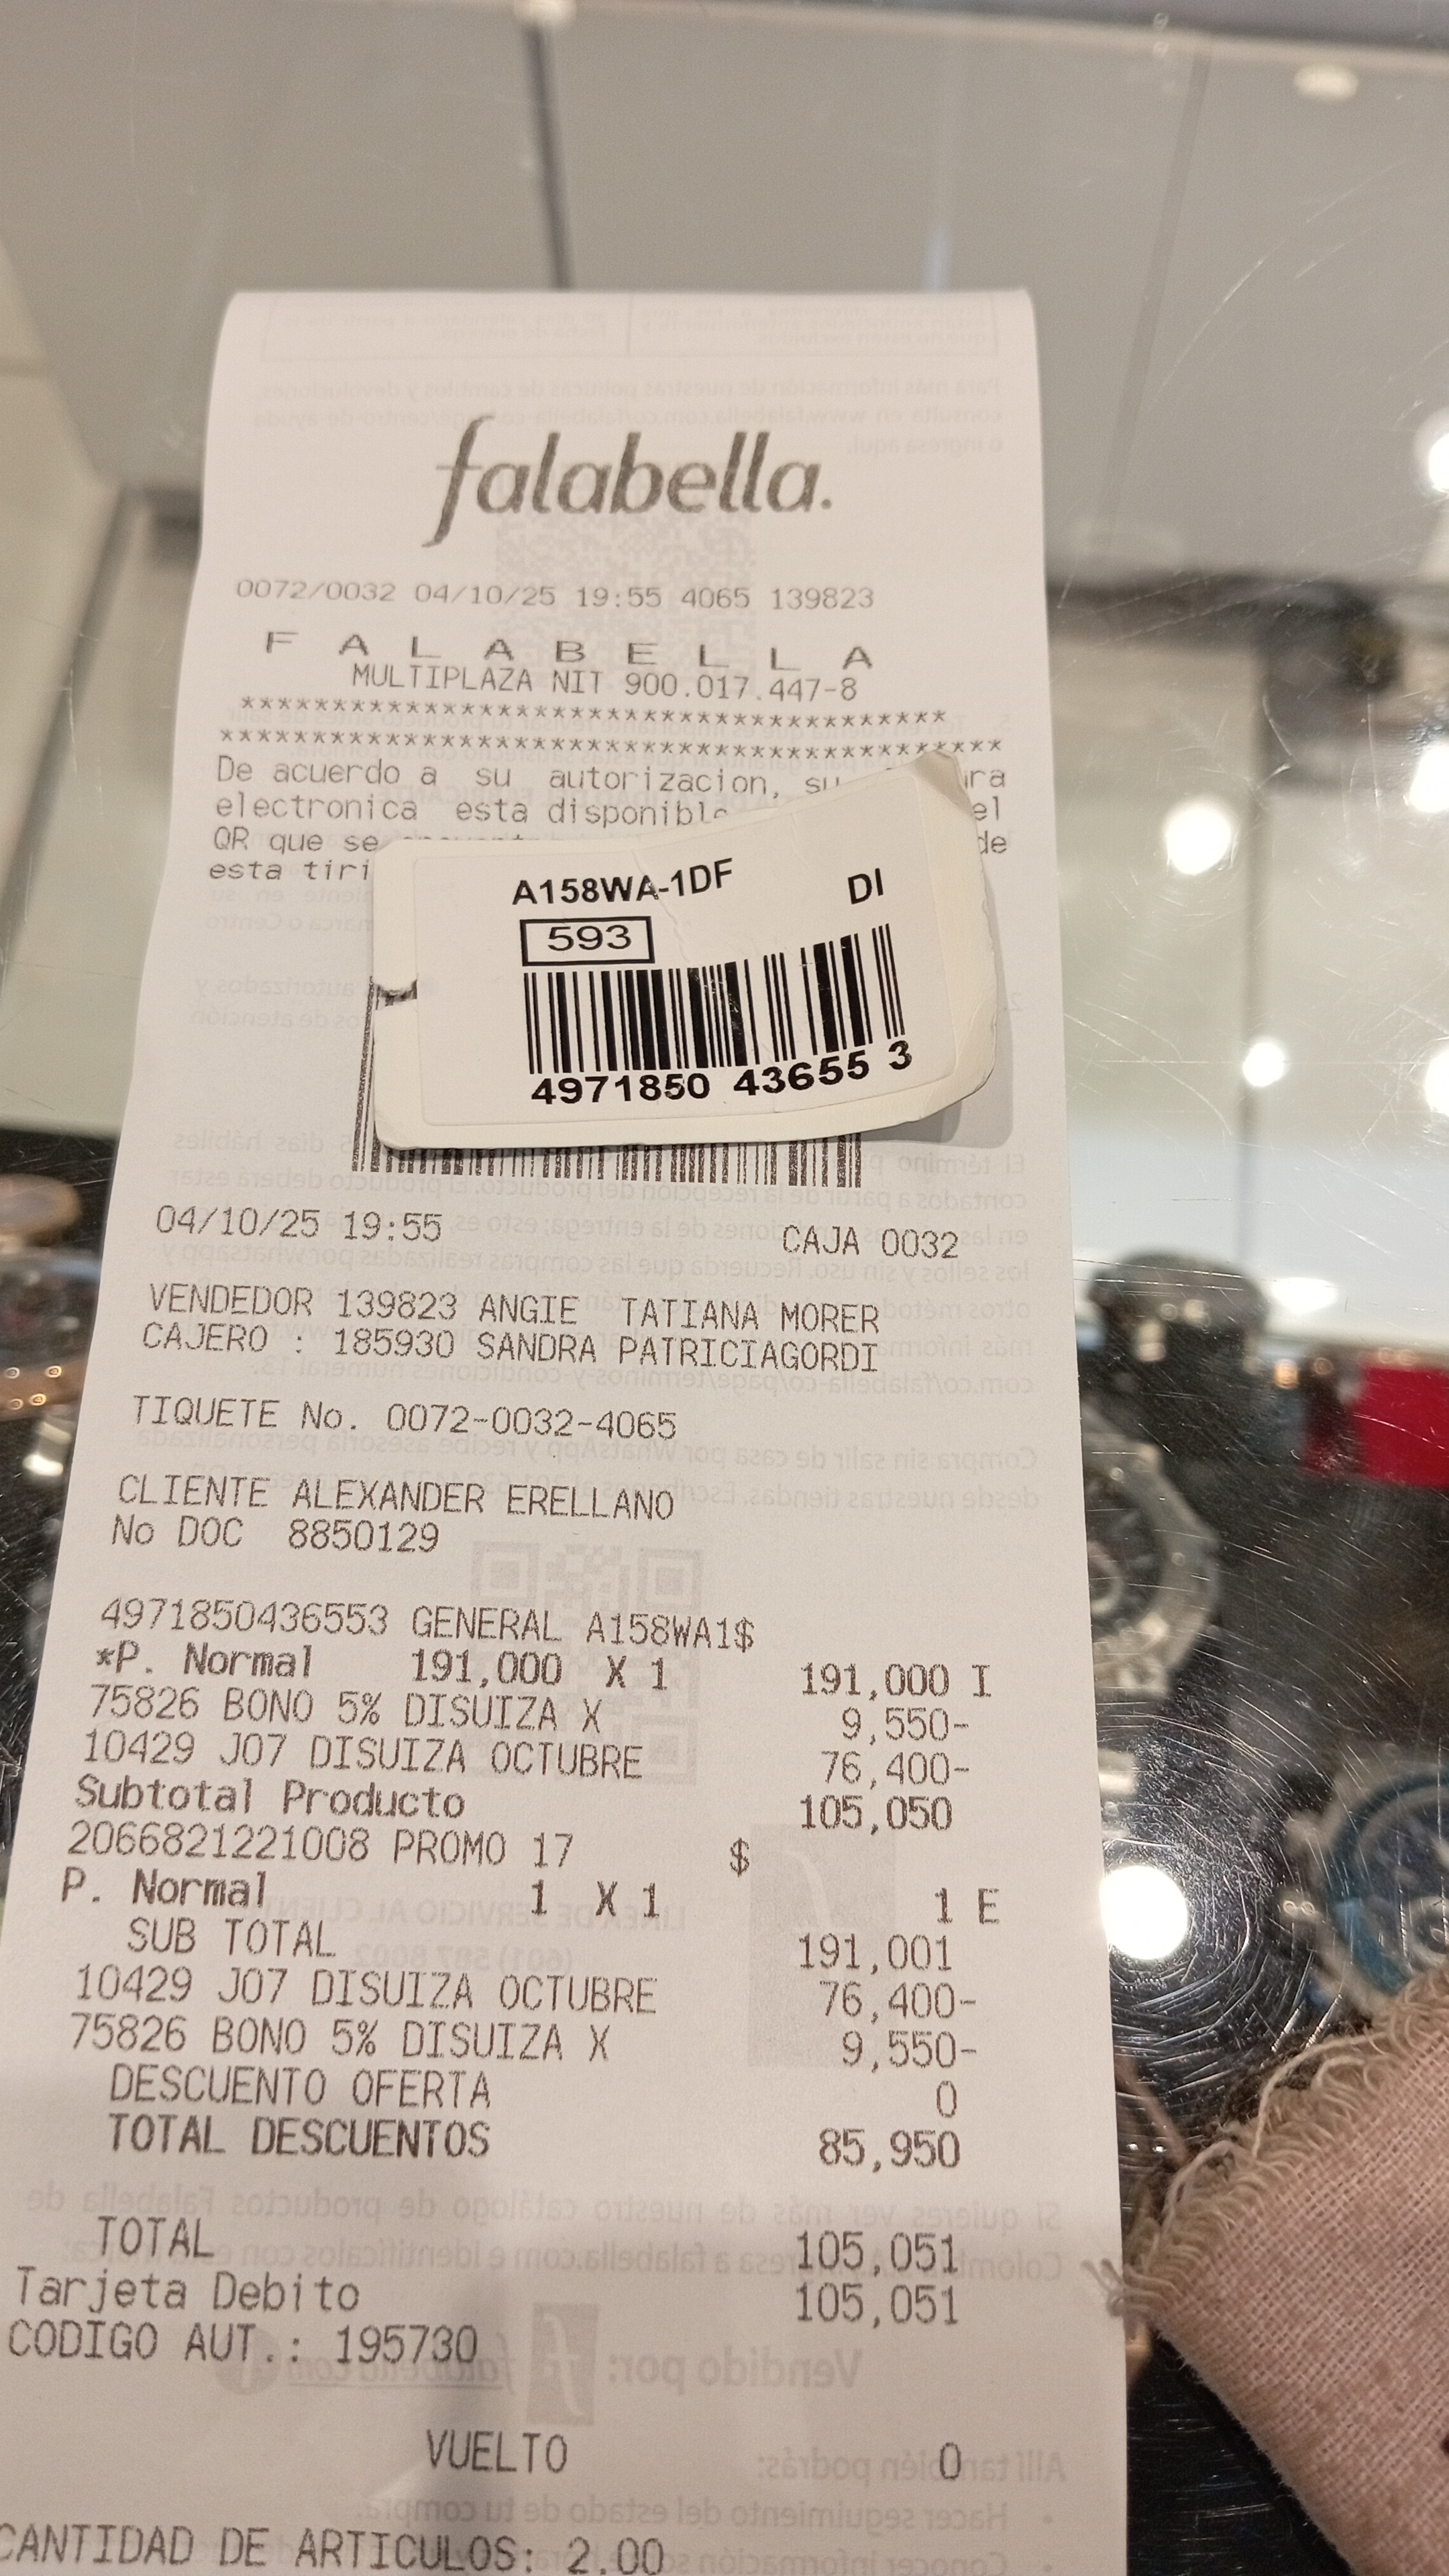 falabella.
0072/0032 04/10/25 19:55 4065 139823
F A L A B E L L A
MULTIPLAZA NIT 900.017.447-8
****************************************
********************************************
De acuerdo a su autorizacion, su
electronica esta disponible el
QR que se de
esta tiri
A158WA-1DF DI
593
4971850 43655 3
04/10/25 19:55 CAJA 0032
VENDEDOR 139823 ANGIE TATIANA MORER
CAJERO : 185930 SANDRA PATRICIAGORDI
TIQUETE No. 0072-0032-4065
CLIENTE ALEXANDER ERELLANO
No DOC 8850129
4971850436553 GENERAL A158WA1$
*P. Normal 191,000 X 1 191,000 I
75826 BONO 5% DISUIZA X 9,550-
10429 J07 DISUIZA OCTUBRE 76,400-
Subtotal Producto 105,050
2066821221008 PROMO 17 $
P. Normal 1 X 1 1 E
SUB TOTAL 191,001
10429 J07 DISUIZA OCTUBRE 76,400-
75826 BONO 5% DISUIZA X 9,550-
DESCUENTO OFERTA 0
TOTAL DESCUENTOS 85,950
TOTAL 105,051
Tarjeta Debito 105,051
CODIGO AUT.: 195730
VUELTO 0
CANTIDAD DE ARTICULOS: 2.00